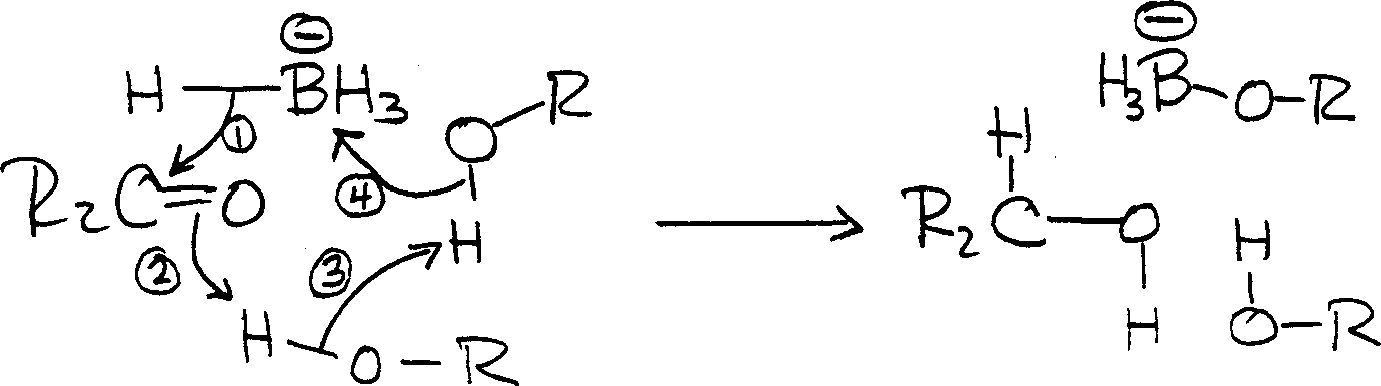 H — BH₃ ⊖
①
R₂C=O
②
③
④
O—R
H
H — O — R
⊖
H₃B—O—R
H
R₂C—O
H
H
O—R